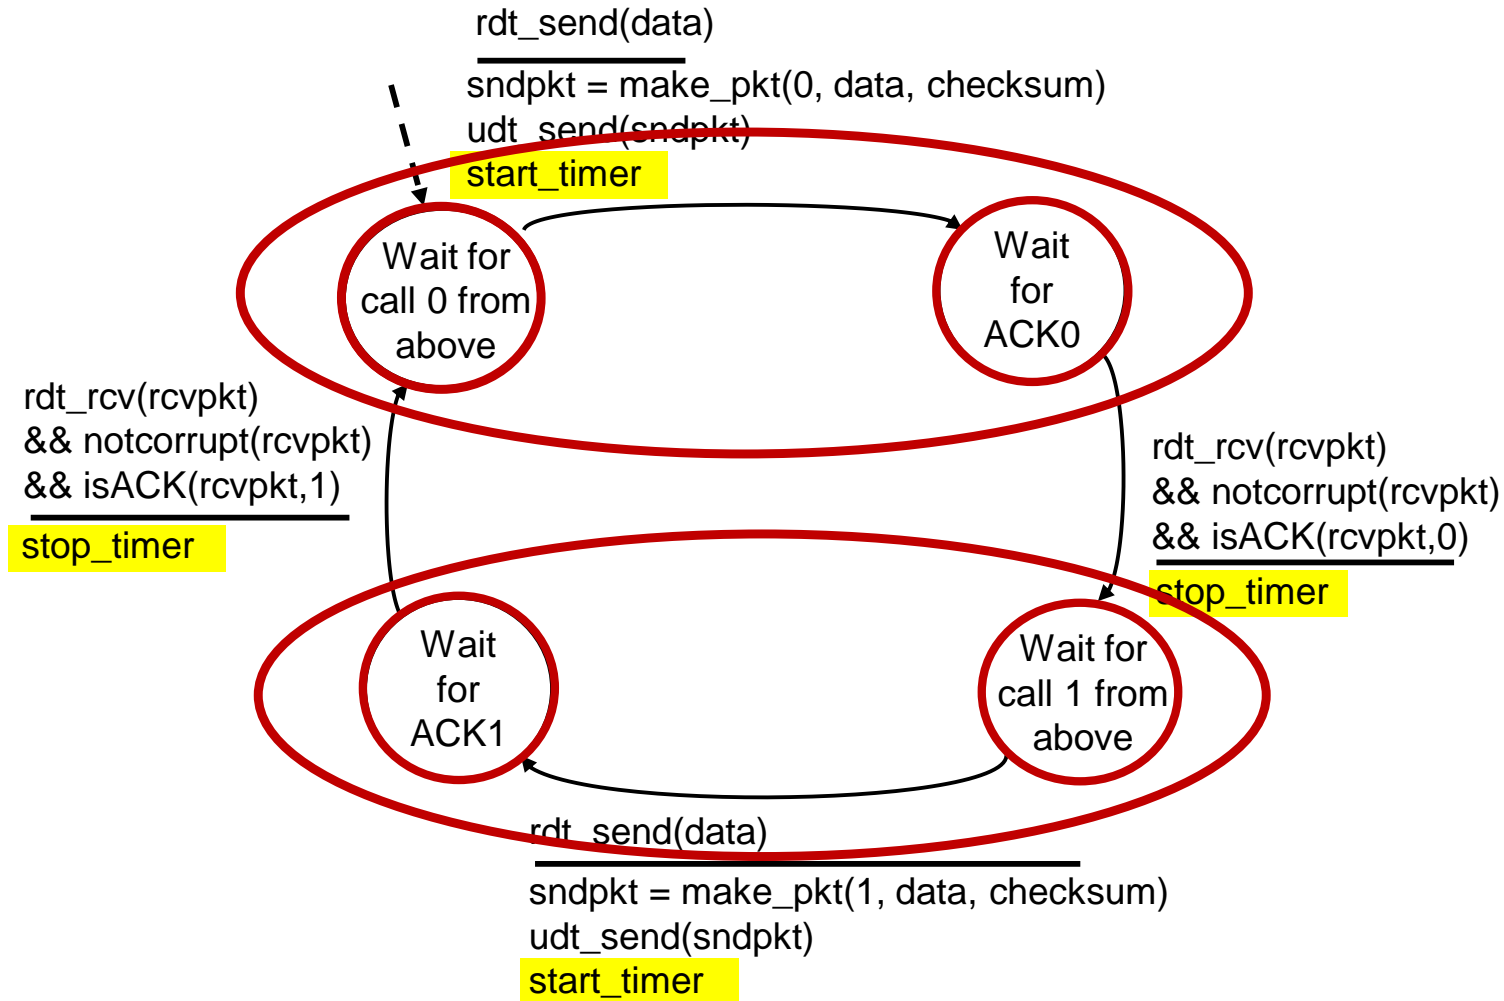 rdt_send(data)
sndpkt = make_pkt(0, data, checksum)
udt_send(sndpkt)
start_timer
Wait for
call 0 from
above
Wait
for
ACK0
rdt_rcv(rcvpkt)
&& notcorrupt(rcvpkt)
&& isACK(rcvpkt,1)
stop_timer
rdt_rcv(rcvpkt)
&& notcorrupt(rcvpkt)
&& isACK(rcvpkt,0)
stop_timer
Wait
for
ACK1
Wait for
call 1 from
above
rdt_send(data)
sndpkt = make_pkt(1, data, checksum)
udt_send(sndpkt)
start_timer